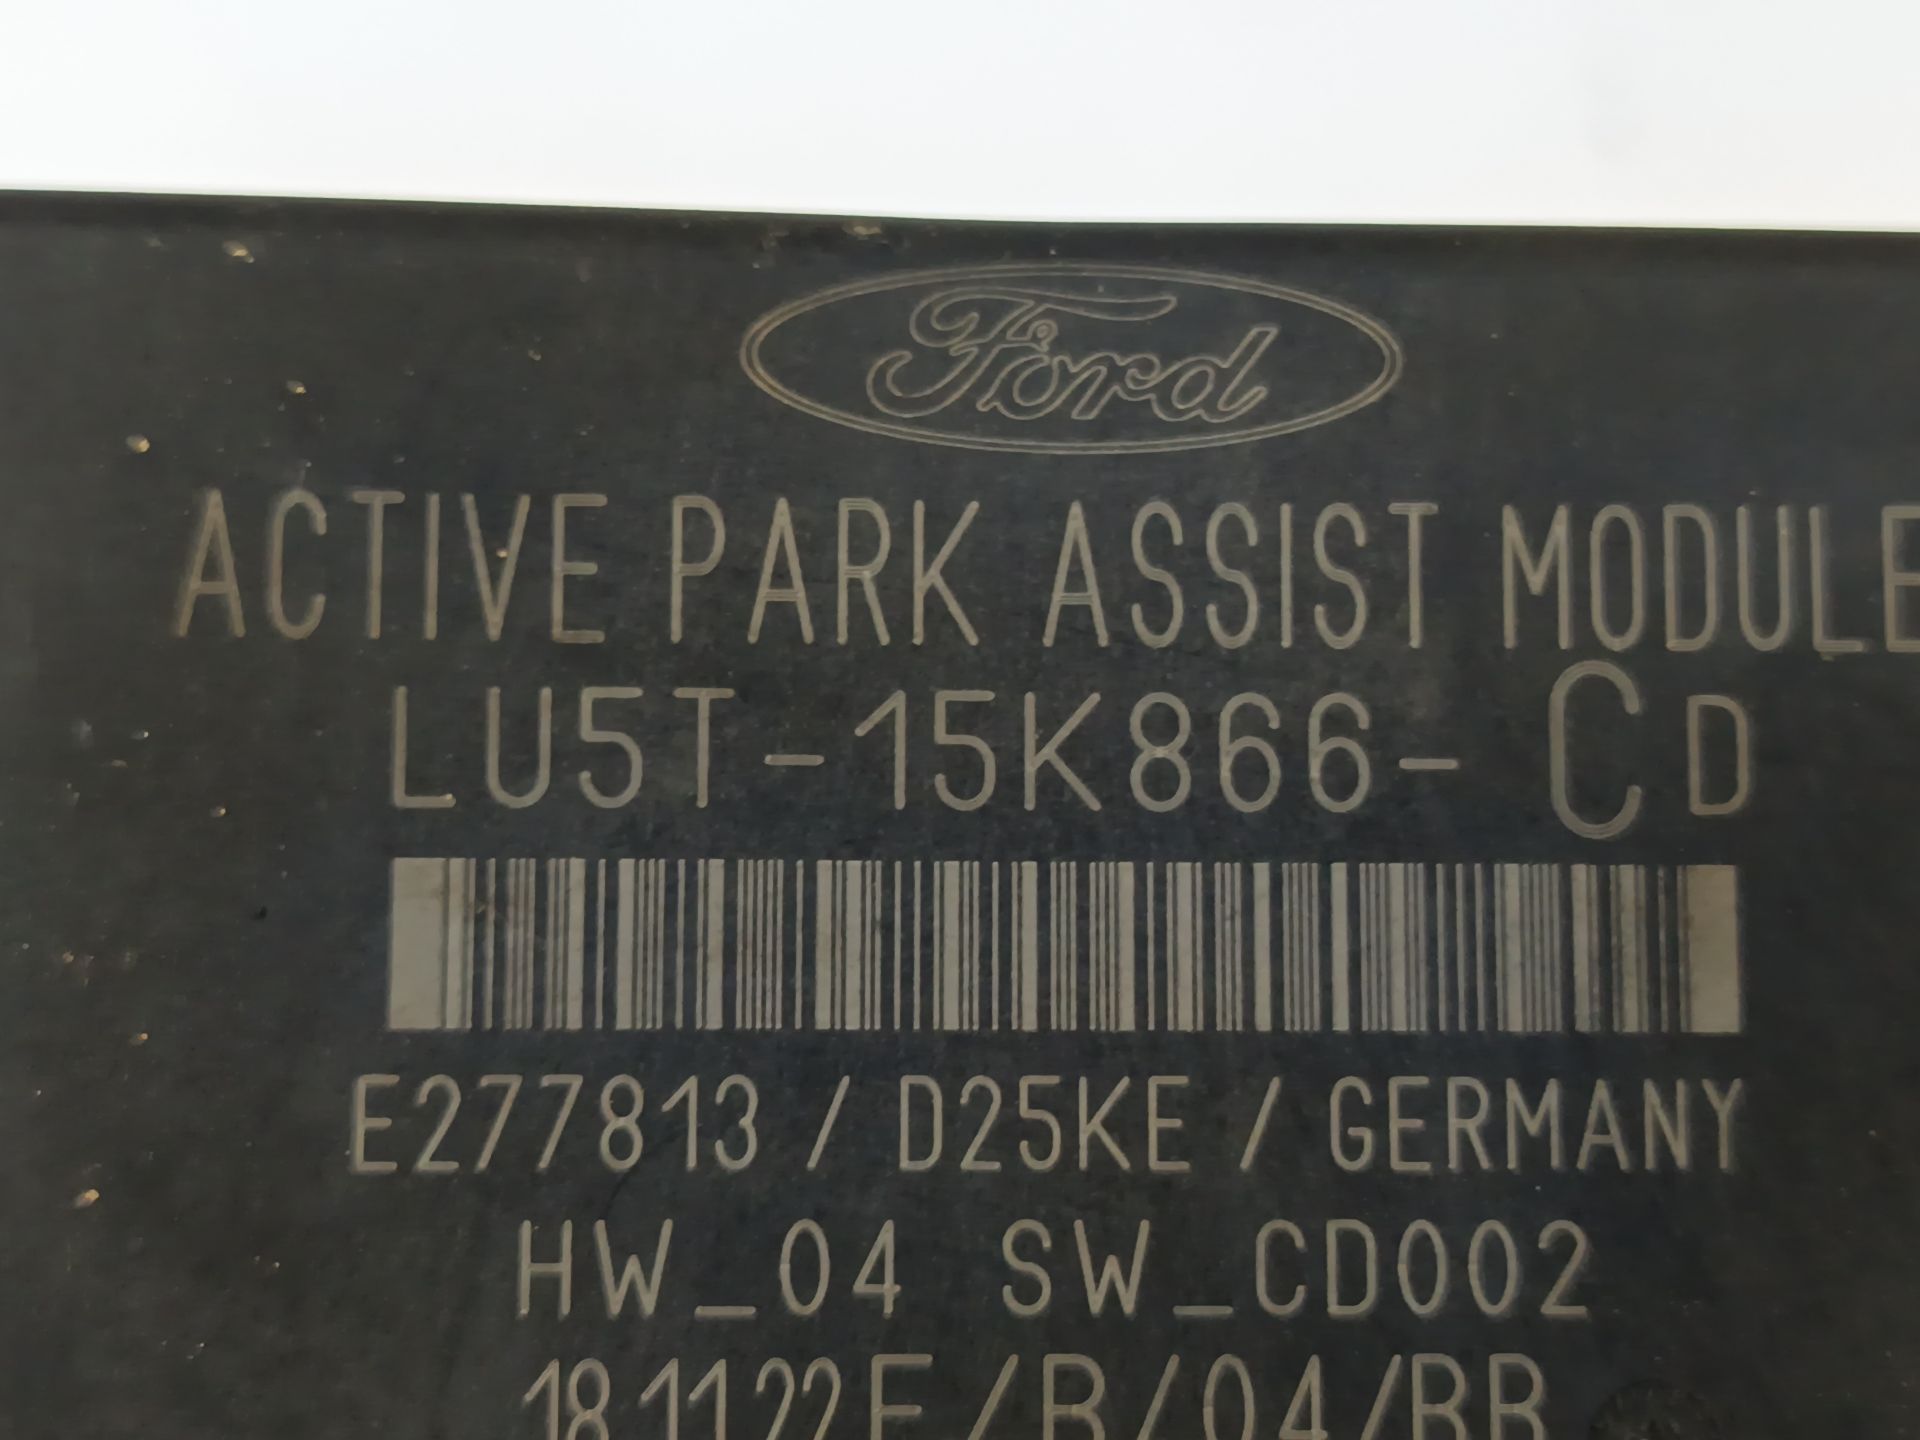 Ford
ACTIVE PARK ASSIST MODULE
LU5T-15K866-CD
E277813 / D25KE / GERMANY
HW_04 SW_CD002